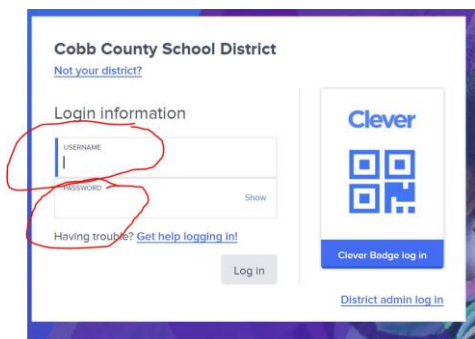 Cobb County School District
Not your district?
Login information
USERNAME
PASSWORD
Show
Having trouble? Get help logging in!
Log in
Clever
Clever Badge log in
District admin log in